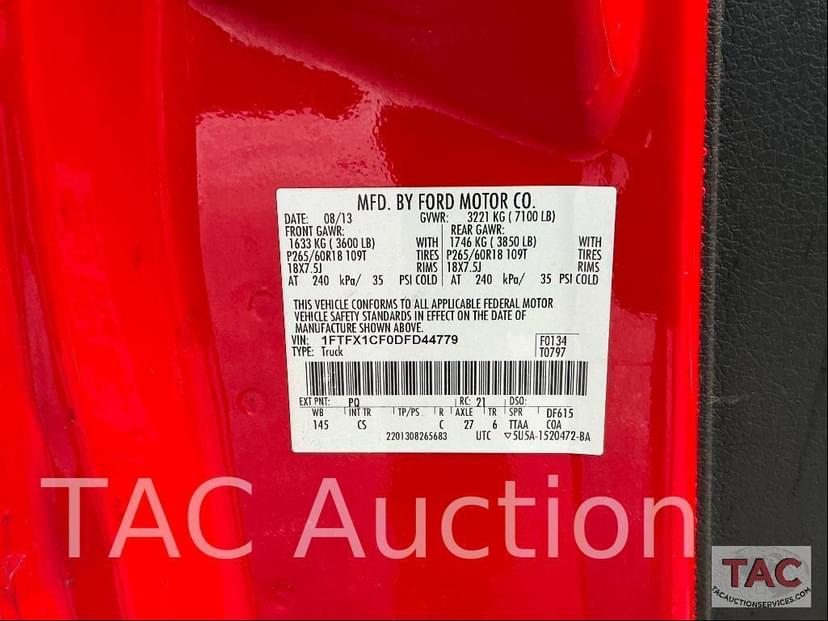 MFD. BY FORD MOTOR CO.
DATE: 08/13 GVWR: 3221 KG ( 7100 LB)
FRONT GAWR: REAR GAWR:
1633 KG ( 3600 LB) WITH 1746 KG ( 3850 LB) WITH
P265/60R18 109T TIRES P265/60R18 109T TIRES
18X7.5J RIMS 18X7.5J RIMS
AT 240 kPa/ 35 PSI COLD AT 240 kPa/ 35 PSI COLD
THIS VEHICLE CONFORMS TO ALL APPLICABLE FEDERAL MOTOR
VEHICLE SAFETY STANDARDS IN EFFECT ON THE DATE OF
MANUFACTURE SHOWN ABOVE.
VIN: 1FTFX1CF0DFD44779 F0134
TYPE: Truck T0797
EXT PNT: PQ RC: 21 DSO:
WB INT TR TP/PS R AXLE TR SPR DF615
145 CS C 27 6 TTAA COA
2201308265683 UTC ▽5U5A-1520472-BA
TAC Auction
TAC
TACAUCTIONSERVICES.COM